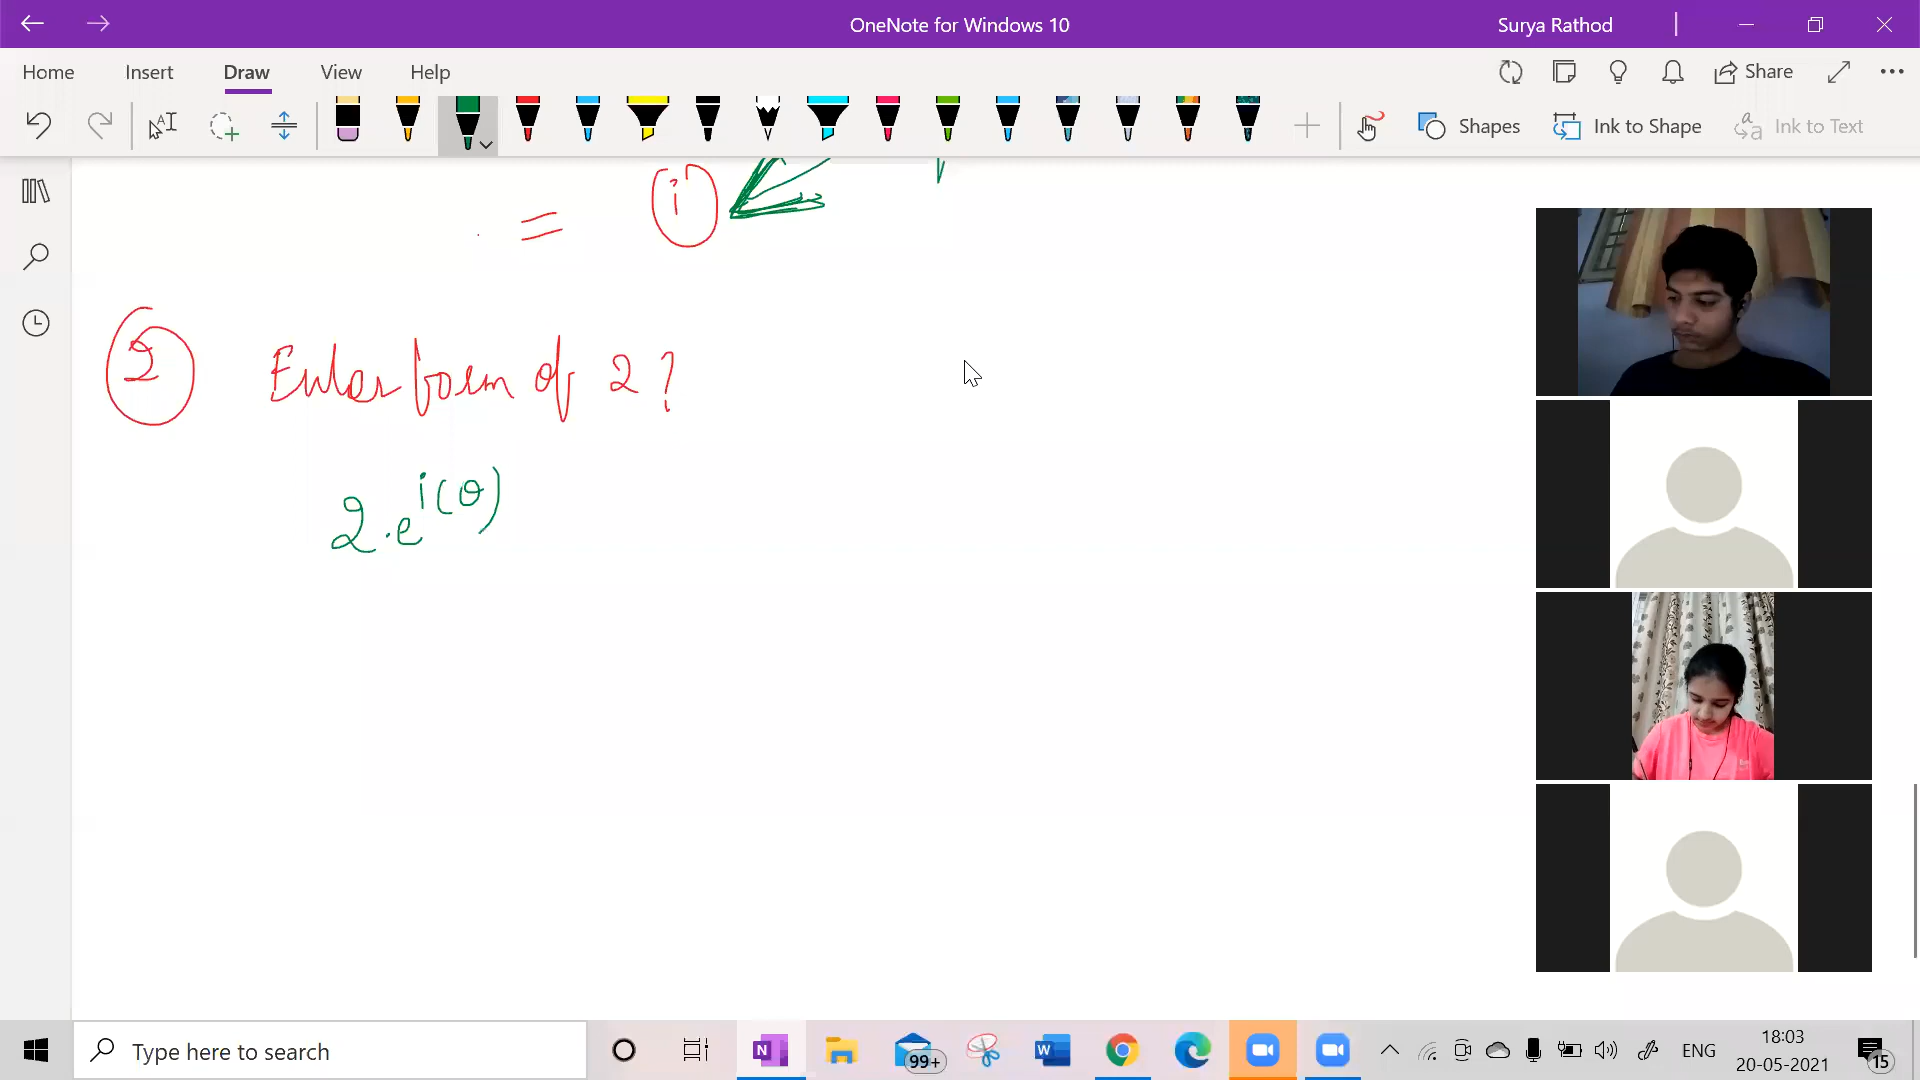 OneNote for Windows 10
Surya Rathod
Home Insert Draw View Help
Share
Shapes
Ink to Shape
Ink to Text
= i
2 Euler form of 2 ?
2.e^i(θ)
Type here to search
99+
ENG
18:03
20-05-2021
15